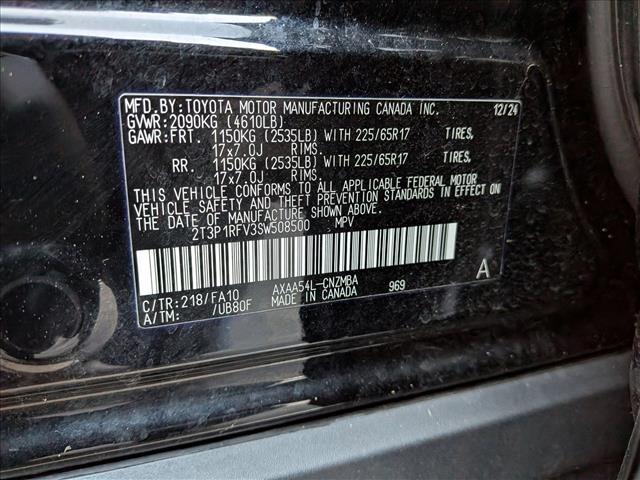 MFD.BY:TOYOTA MOTOR MANUFACTURING CANADA INC. 12/24
GVWR:2090KG (4610LB)
GAWR:FRT. 1150KG (2535LB) WITH 225/65R17 TIRES,
17x7.0J RIMS.
RR. 1150KG (2535LB) WITH 225/65R17 TIRES,
17x7.0J RIMS.
THIS VEHICLE CONFORMS TO ALL APPLICABLE FEDERAL MOTOR
VEHICLE SAFETY AND THEFT PREVENTION STANDARDS IN EFFECT ON
THE DATE OF MANUFACTURE SHOWN ABOVE.
2T3P1RFV3SW508500 MPV
C/TR:218/FA10 AXAA54L-CNZMBA 969 A
A/TM: /UB80F MADE IN CANADA